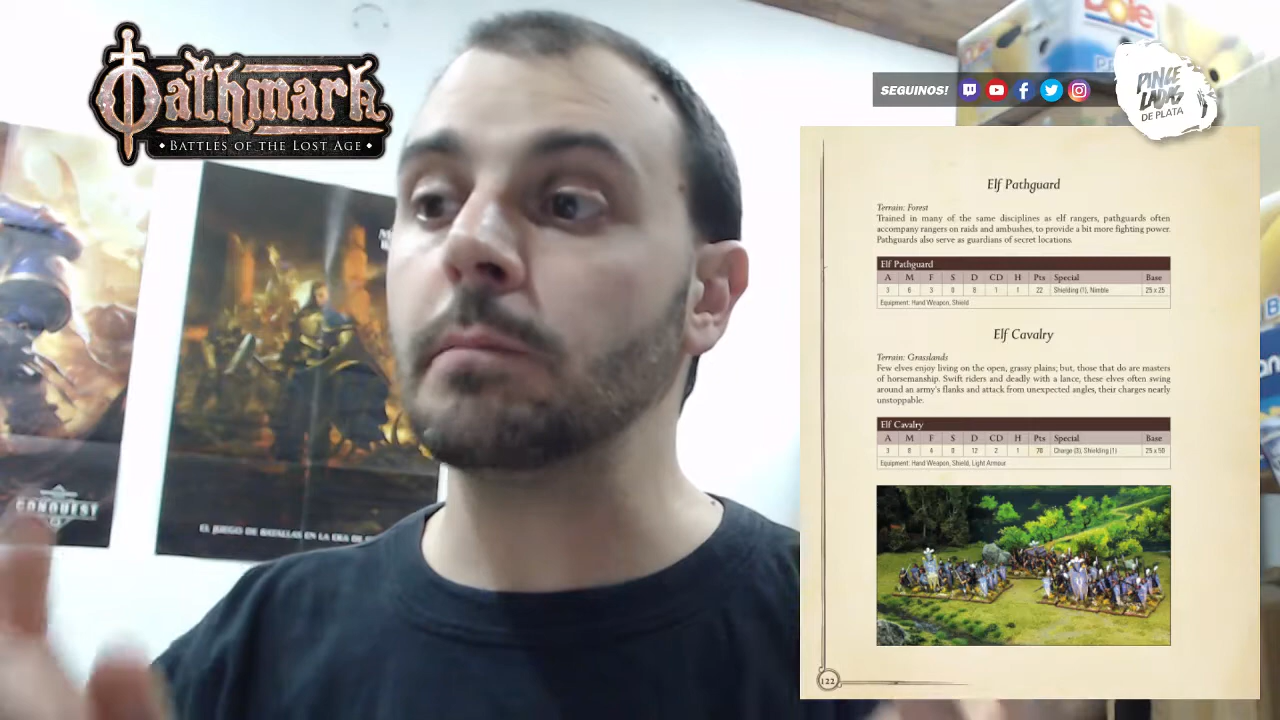 Oathmark
• BATTLES OF THE LOST AGE •
SEGUINOS!
PINCE
LADAS
DE PLATA
Dole
Elf Pathguard
Terrain: Forest
Trained in many of the same disciplines as elf rangers, pathguards often
accompany rangers on raids and ambushes, to provide a bit more fighting power.
Pathguards also serve as guardians of secret locations.
Elf Pathguard
A M F S D CD H Pts Special Base
3 6 3 0 8 1 1 22 Shielding (1), Nimble 25 x 25
Equipment: Hand Weapon, Shield
Elf Cavalry
Terrain: Grasslands
Few elves enjoy living on the open, grassy plains; but, those that do are masters
of horsemanship. Swift riders and deadly with a lance, these elves often swing
around an army's flanks and attack from unexpected angles, their charges nearly
unstoppable.
Elf Cavalry
A M F S D CD H Pts Special Base
3 8 4 0 12 2 1 78 Charge (3), Shielding (1) 25 x 50
Equipment: Hand Weapon, Shield, Light Armour
122
CONQUEST
EL JUEGO DE BATALLAS EN LA ERA DE